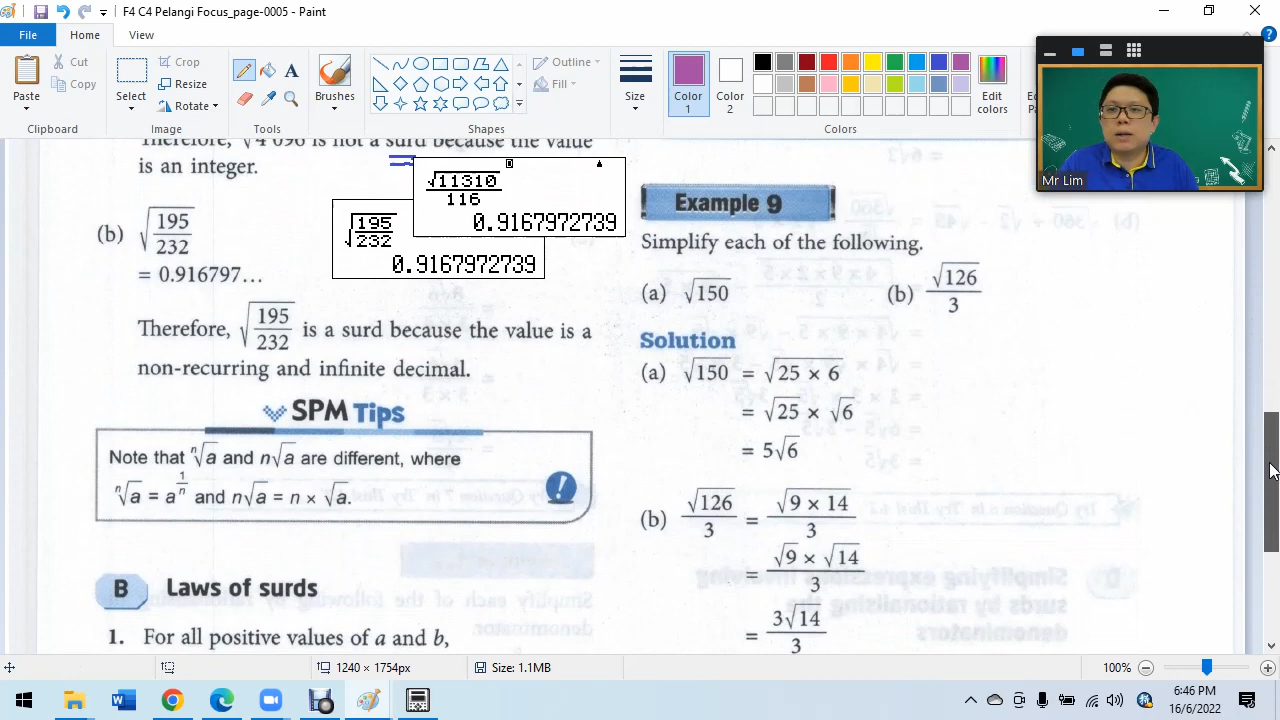 F4 C4 Pelangi Focus_page-0005 - Paint
File Home View
Paste
Cut
Copy
Clipboard
Select
Crop
Resize
Rotate
Image
Tools
Brushes
Shapes
Outline
Fill
Size
Color 1
Color 2
Edit colors
Colors
Mr Lim
Therefore, √4 096 is not a surd because the value
is an integer.
(b) √(195/232)
= 0.916797…
√(195/232)
0.9167972739
√11310/116
0.9167972739
Therefore, √(195/232) is a surd because the value is a
non-recurring and infinite decimal.
SPM Tips
Note that ⁿ√a and n√a are different, where
ⁿ√a = a^(1/n) and n√a = n × √a.
!
B Laws of surds
1. For all positive values of a and b,
Example 9
Simplify each of the following.
(a) √150 (b) √126/3
Solution
(a) √150 = √(25 × 6)
= √25 × √6
= 5√6
(b) √126/3 = √(9 × 14)/3
= (√9 × √14)/3
= 3√14/3
1240 × 1754px
Size: 1.1MB
100%
6:46 PM
16/6/2022